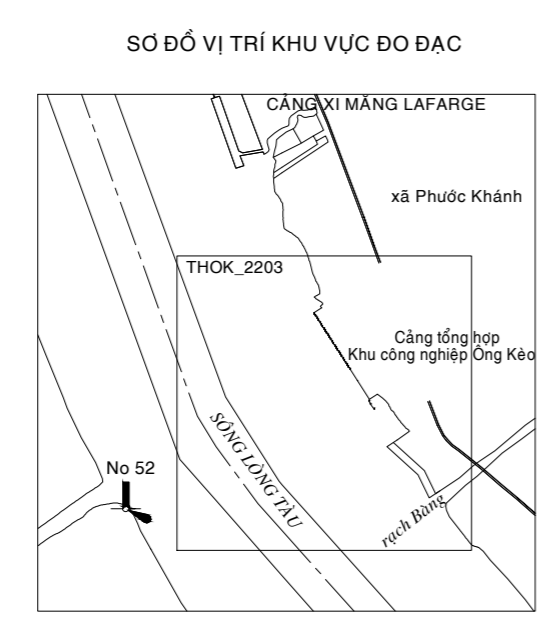 SƠ ĐỒ VỊ TRÍ KHU VỰC ĐO ĐẠC
CẢNG XI MĂNG LAFARGE
xã Phước Khánh
THOK_2203
Cảng tổng hợp
Khu công nghiệp Ông Kèo
SÔNG LÒNG TÀU
No 52
rạch Bàng